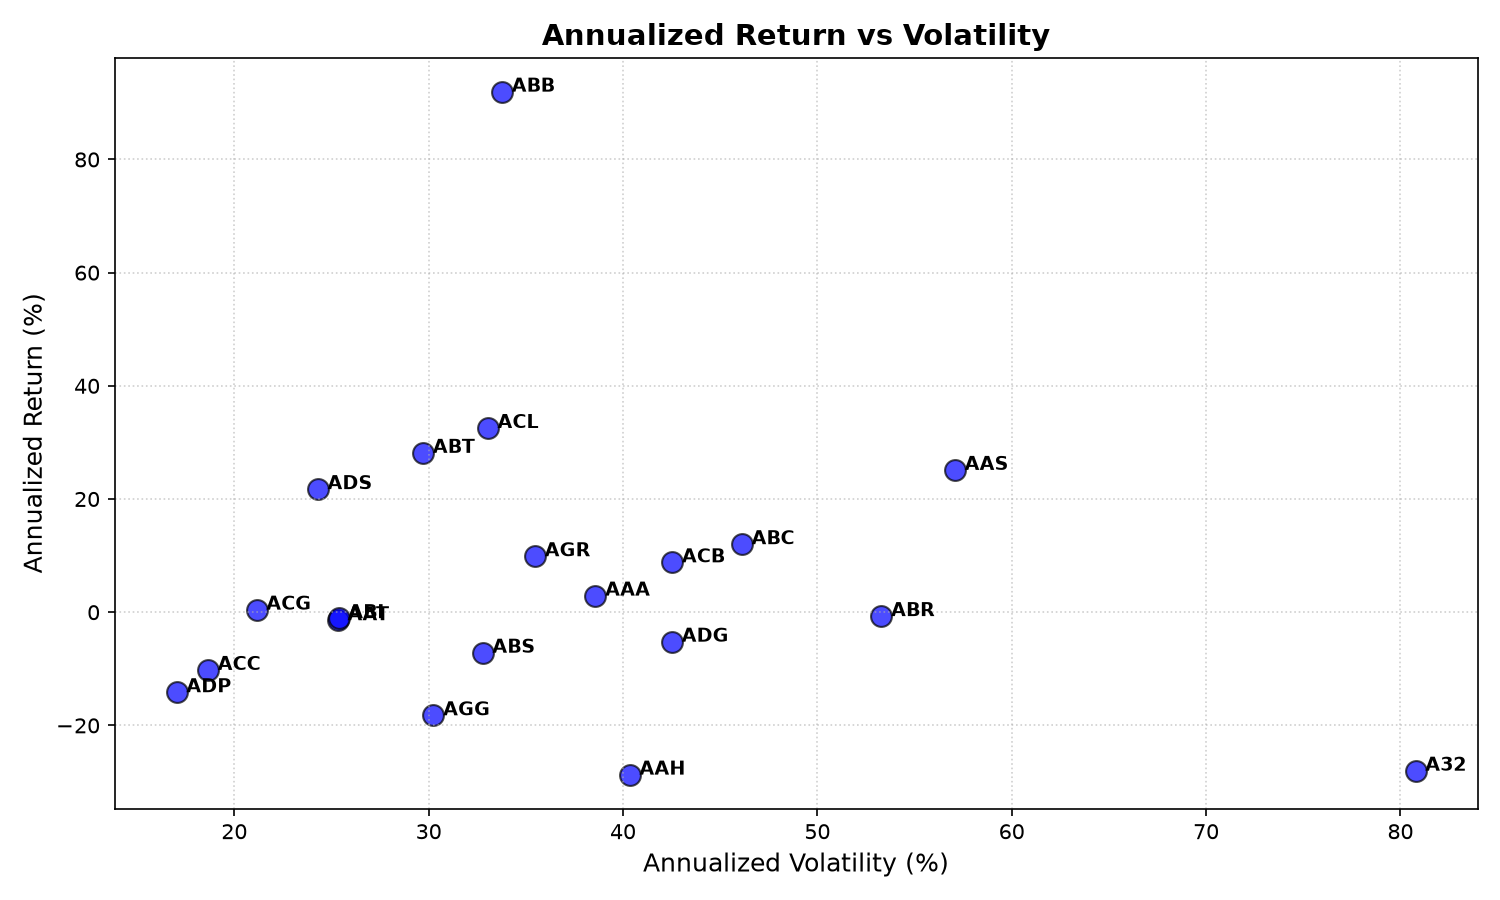 Annualized Return vs Volatility
ABB
80
60
Annualized Return (%)
40
ACL
ABT
AAS
ADS
20
ABC
AGR
ACB
AAA
ACG
ABR
0
ADG
ABS
ACC
ADP
AGG
−20
AAH
A32
20 30 40 50 60 70 80
Annualized Volatility (%)